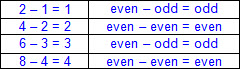 2 – 1 = 1 even – odd = odd
4 – 2 = 2 even – even = even
6 – 3 = 3 even – odd = odd
8 – 4 = 4 even – even = even